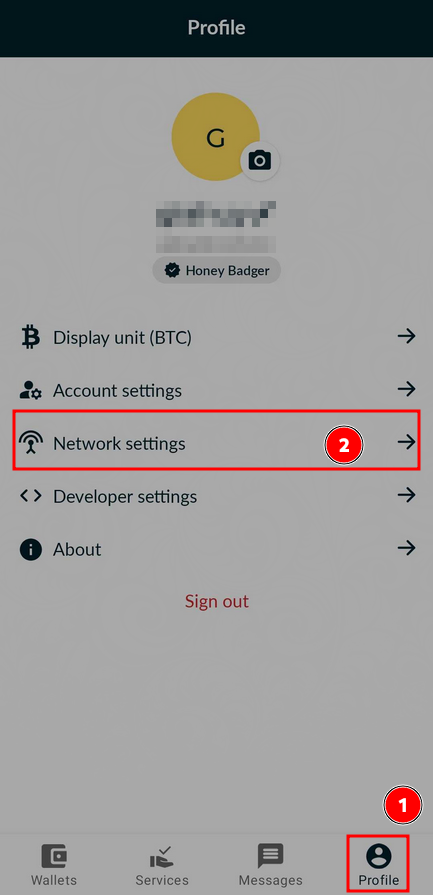 Profile
G
Honey Badger
Display unit (BTC)
Account settings
Network settings
2
Developer settings
About
Sign out
1
Wallets
Services
Messages
Profile